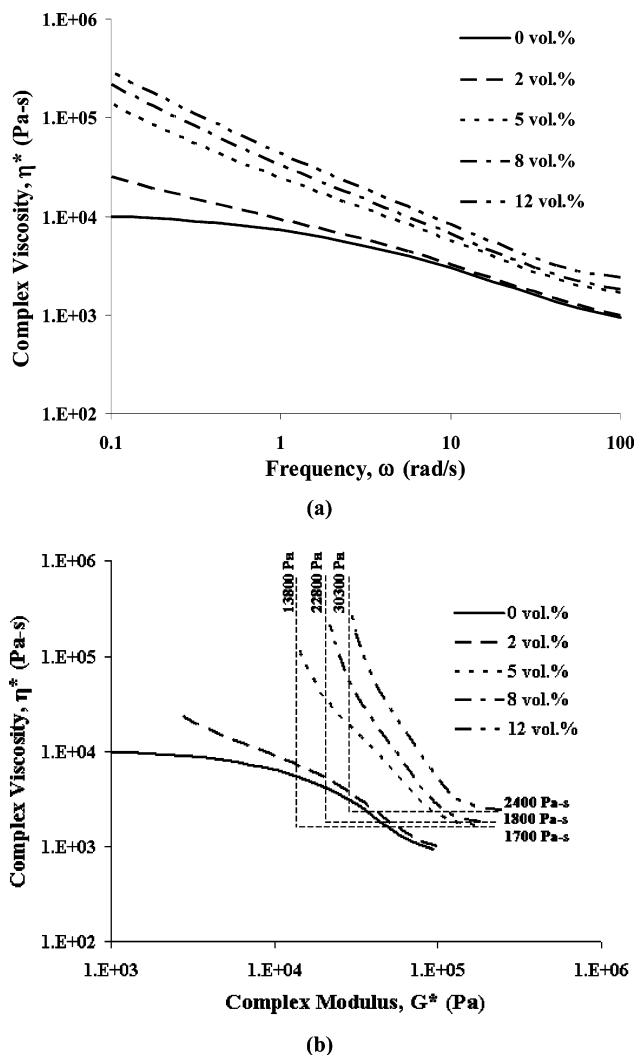 1.E+06
1.E+05
1.E+04
1.E+03
1.E+02
Complex Viscosity, η* (Pa-s)
0 vol.%
2 vol.%
5 vol.%
8 vol.%
12 vol.%
0.1 1 10 100
Frequency, ω (rad/s)
(a)
1.E+06
1.E+05
1.E+04
1.E+03
1.E+02
Complex Viscosity, η* (Pa-s)
13800 Pa
22800 Pa
30300 Pa
0 vol.%
2 vol.%
5 vol.%
8 vol.%
12 vol.%
2400 Pa-s
1800 Pa-s
1700 Pa-s
1.E+03 1.E+04 1.E+05 1.E+06
Complex Modulus, G* (Pa)
(b)